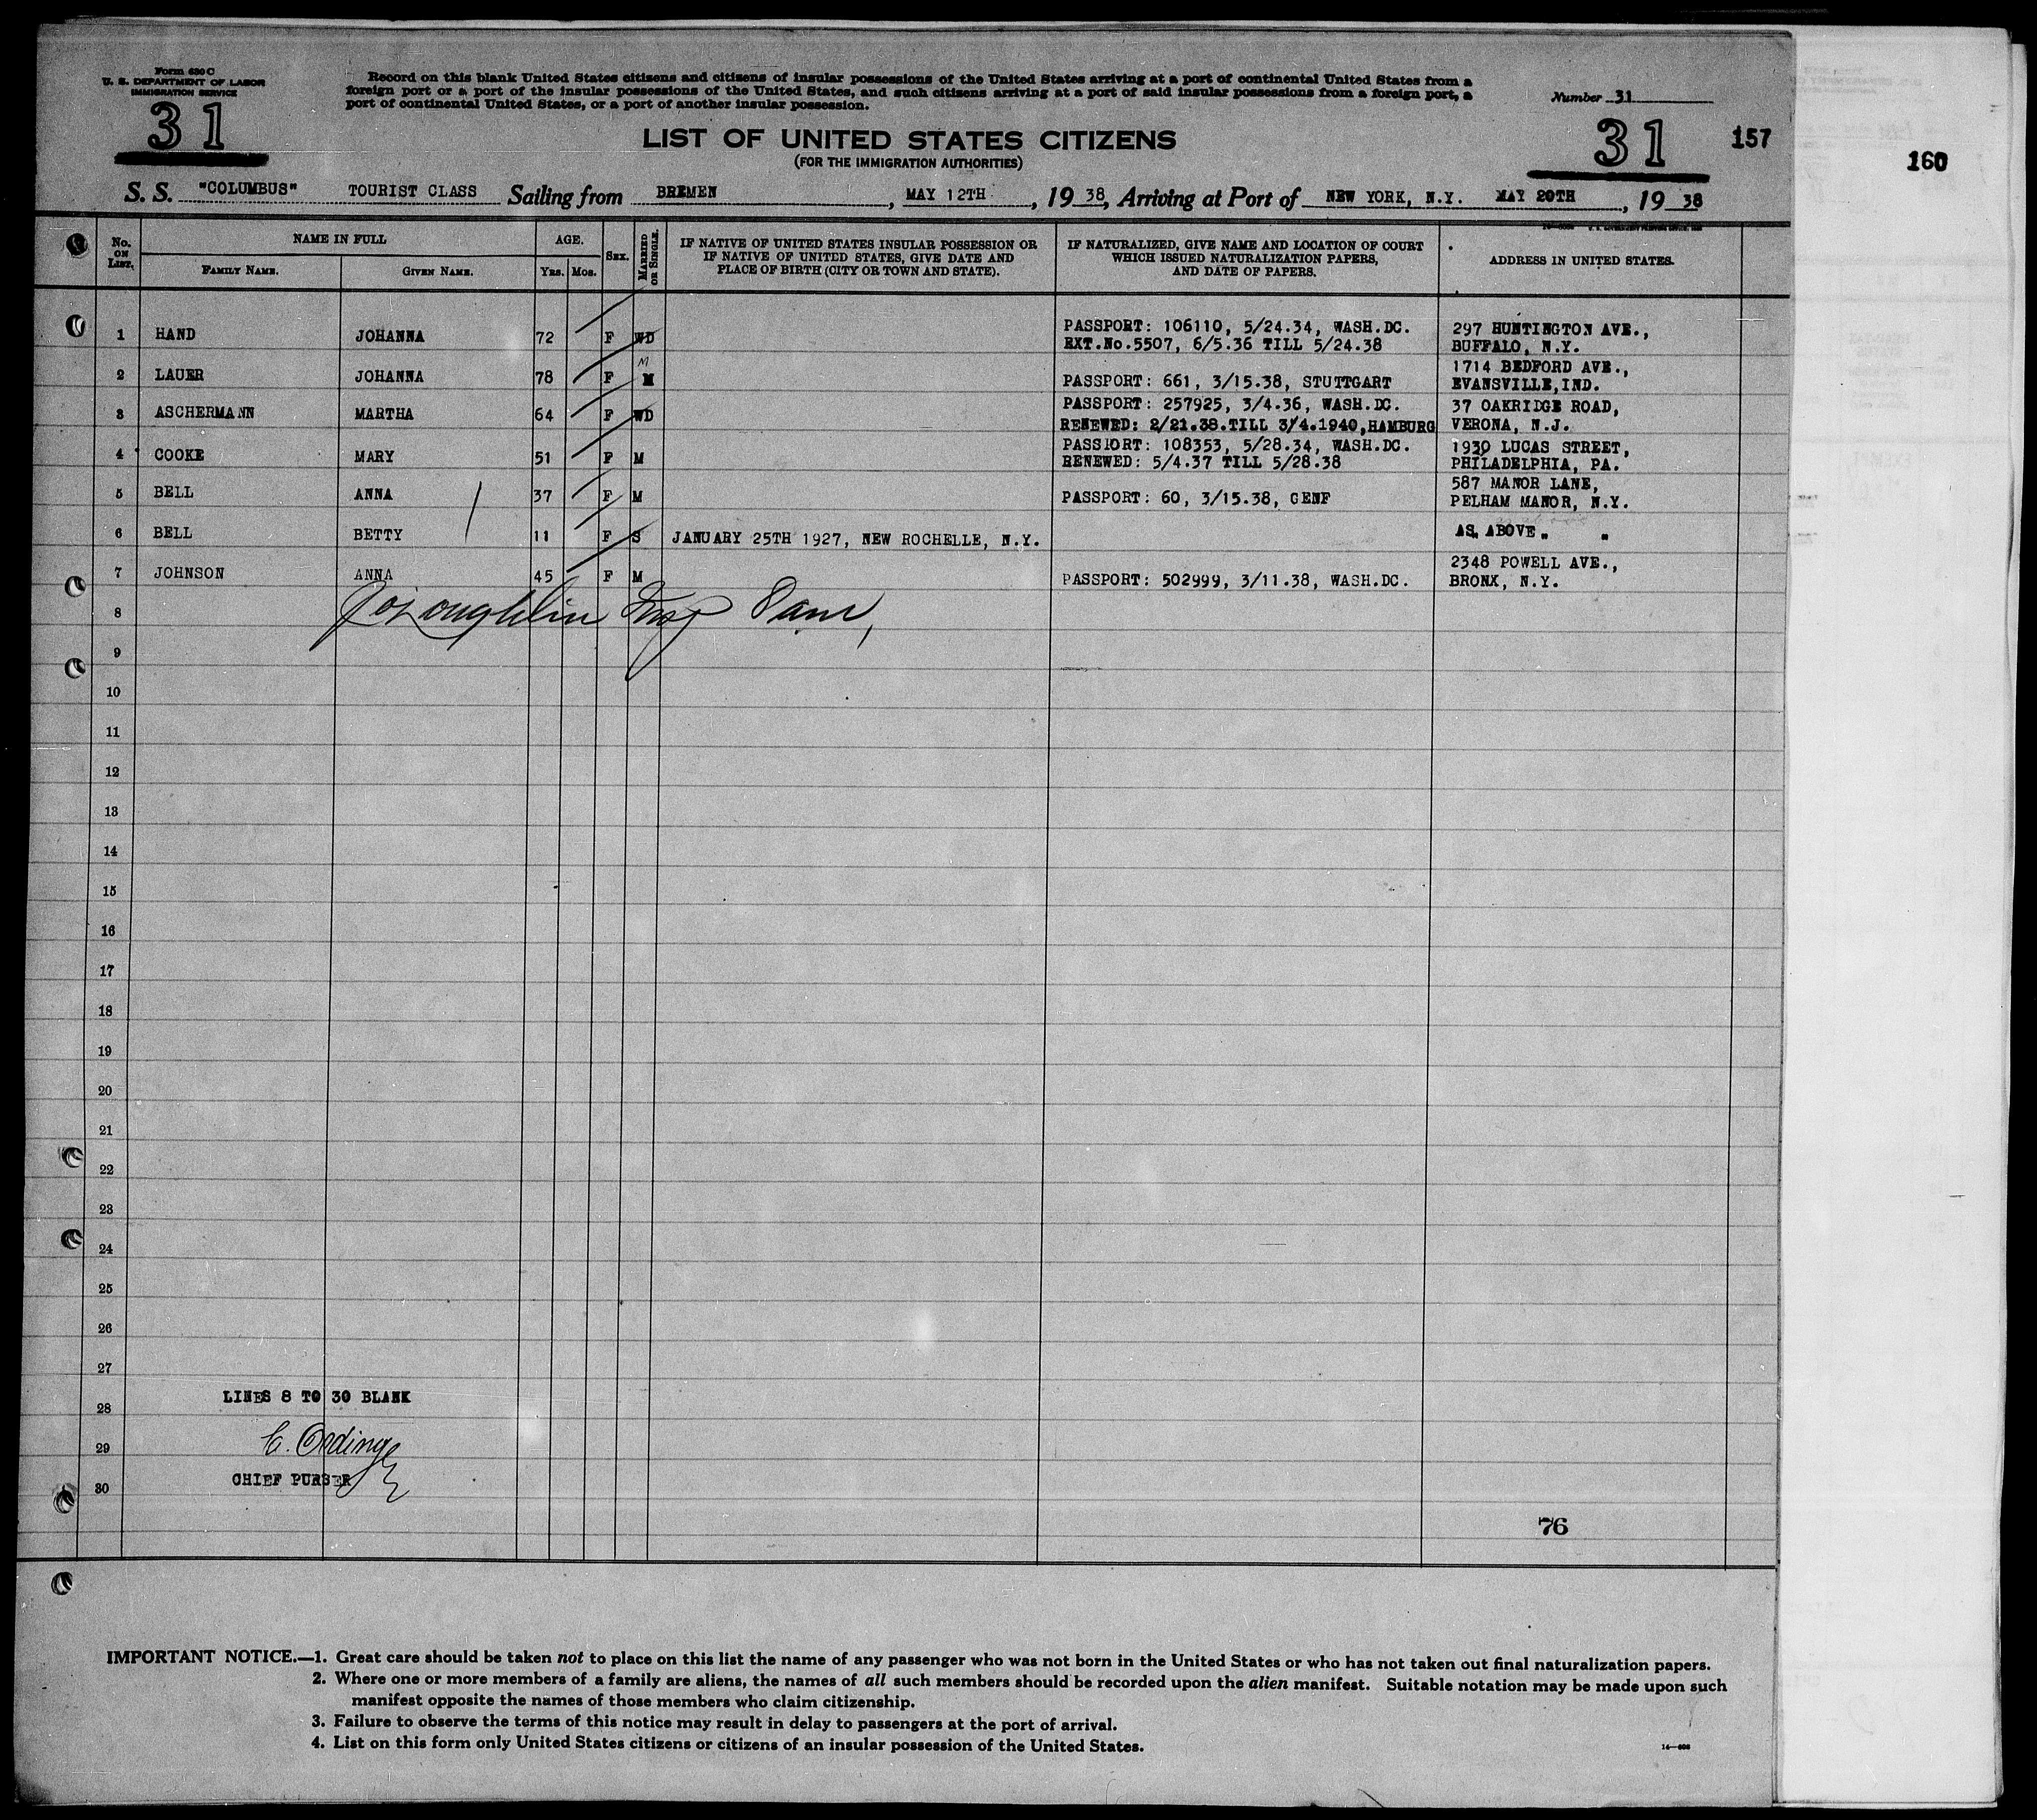 Form 630 C
U. S. DEPARTMENT OF LABOR
IMMIGRATION SERVICE
31
Record on this blank United States citizens and citizens of insular possessions of the United States arriving at a port of continental United States from a
foreign port or a port of the insular possessions of the United States, and such citizens arriving at a port of said insular possessions from a foreign port, a
port of continental United States, or a port of another insular possession.
Number 31
31
157
160
LIST OF UNITED STATES CITIZENS
(FOR THE IMMIGRATION AUTHORITIES)
S. S. "COLUMBUS" TOURIST CLASS Sailing from BREMEN, MAY 12TH, 19 38, Arriving at Port of NEW YORK, N.Y. MAY 20TH, 19 38
No. ON LIST. NAME IN FULL FAMILY NAME. GIVEN NAME. AGE. YRS. MOS. SEX. MARRIED OR SINGLE. IF NATIVE OF UNITED STATES INSULAR POSSESSION OR IF NATIVE OF UNITED STATES, GIVE DATE AND PLACE OF BIRTH (CITY OR TOWN AND STATE). IF NATURALIZED, GIVE NAME AND LOCATION OF COURT WHICH ISSUED NATURALIZATION PAPERS, AND DATE OF PAPERS. ADDRESS IN UNITED STATES.
1 HAND JOHANNA 72 F WD PASSPORT: 106110, 5/24.34, WASH.DC. 297 HUNTINGTON AVE.,
EXT.No.5507, 6/5.36 TILL 5/24.38 BUFFALO, N.Y.
M 1714 BEDFORD AVE.,
2 LAUER JOHANNA 78 F PASSPORT: 661, 3/15.38, STUTTGART EVANSVILLE,IND.
3 ASCHERMANN MARTHA 64 F WD PASSPORT: 257925, 3/4.36, WASH.DC. 37 OAKRIDGE ROAD,
RENEWED: 2/21.38.TILL 3/4.1940,HAMBURG VERONA, N.J.
4 COOKE MARY 51 F M PASSIORT: 108353, 5/28.34, WASH.DC. 1930 LUCAS STREET,
RENEWED: 5/4.37 TILL 5/28.38 PHILADELPHIA, PA.
587 MANOR LANE,
5 BELL ANNA 37 F M PASSPORT: 60, 3/15.38, GENF PELHAM MANOR, N.Y.
6 BELL BETTY 11 F S JANUARY 25TH 1927, NEW ROCHELLE, N.Y. AS ABOVE
2348 POWELL AVE.,
7 JOHNSON ANNA 45 F M PASSPORT: 502999, 3/11.38, WASH.DC. BRONX, N.Y.
8
9
10
11
12
13
14
15
16
17
18
19
20
21
22
23
24
25
26
27
LINES 8 TO 30 BLANK
28
29
CHIEF PURSER
30
76
IMPORTANT NOTICE.—1. Great care should be taken not to place on this list the name of any passenger who was not born in the United States or who has not taken out final naturalization papers.
2. Where one or more members of a family are aliens, the names of all such members should be recorded upon the alien manifest. Suitable notation may be made upon such
manifest opposite the names of those members who claim citizenship.
3. Failure to observe the terms of this notice may result in delay to passengers at the port of arrival.
4. List on this form only United States citizens or citizens of an insular possession of the United States.